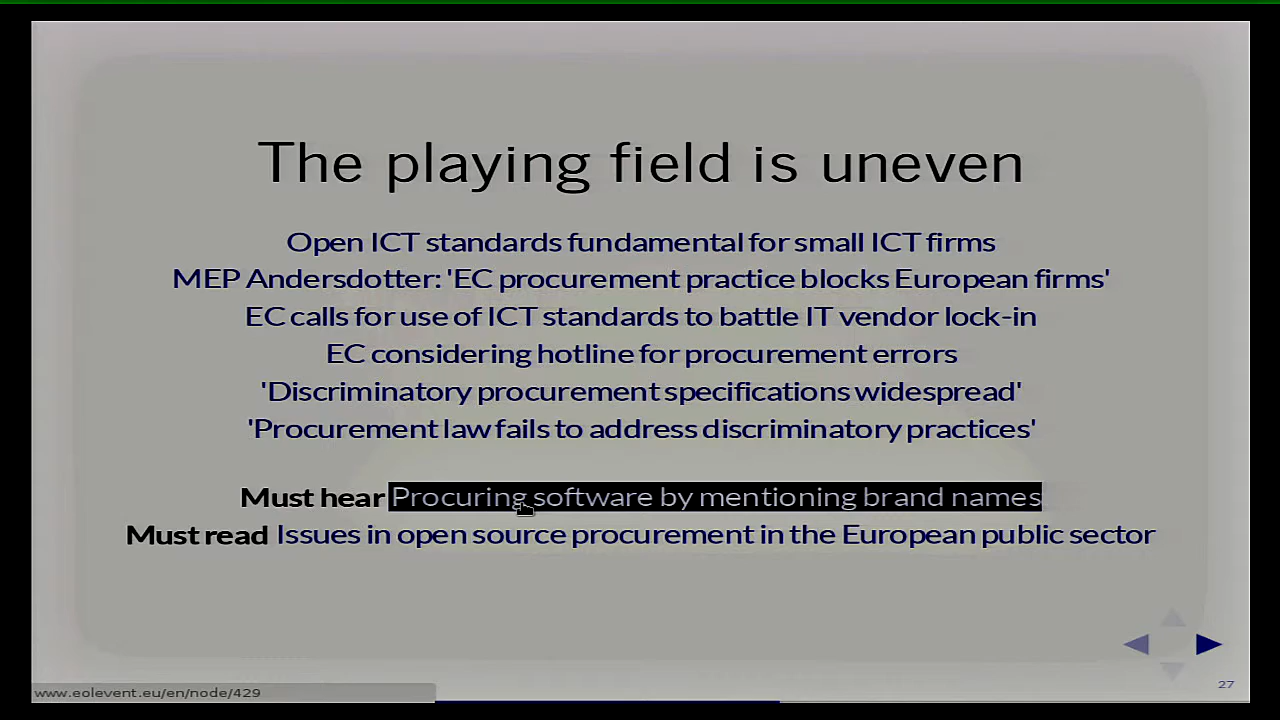 The playing field is uneven
Open ICT standards fundamental for small ICT firms
MEP Andersdotter: 'EC procurement practice blocks European firms'
EC calls for use of ICT standards to battle IT vendor lock-in
EC considering hotline for procurement errors
'Discriminatory procurement specifications widespread'
'Procurement law fails to address discriminatory practices'
Must hear Procuring software by mentioning brand names
Must read Issues in open source procurement in the European public sector
27
www.eolevent.eu/en/node/429